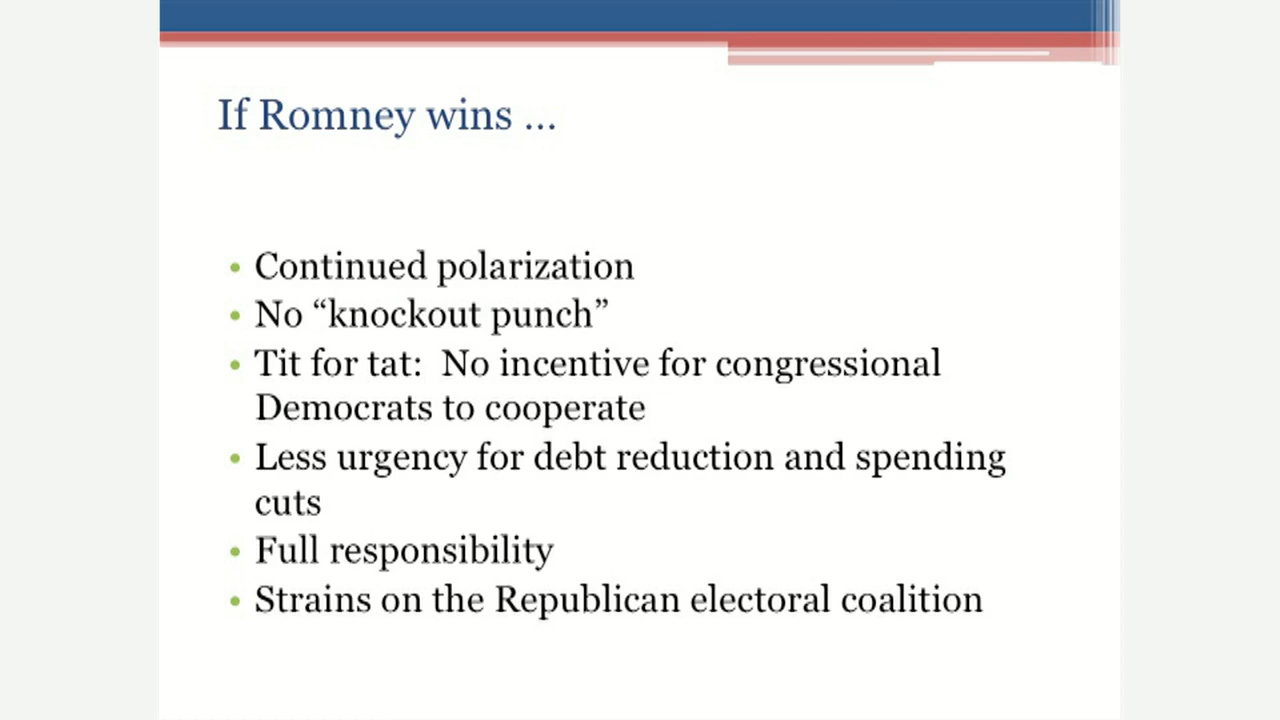 If Romney wins ...
• Continued polarization
• No “knockout punch”
• Tit for tat:  No incentive for congressional
Democrats to cooperate
• Less urgency for debt reduction and spending
cuts
• Full responsibility
• Strains on the Republican electoral coalition